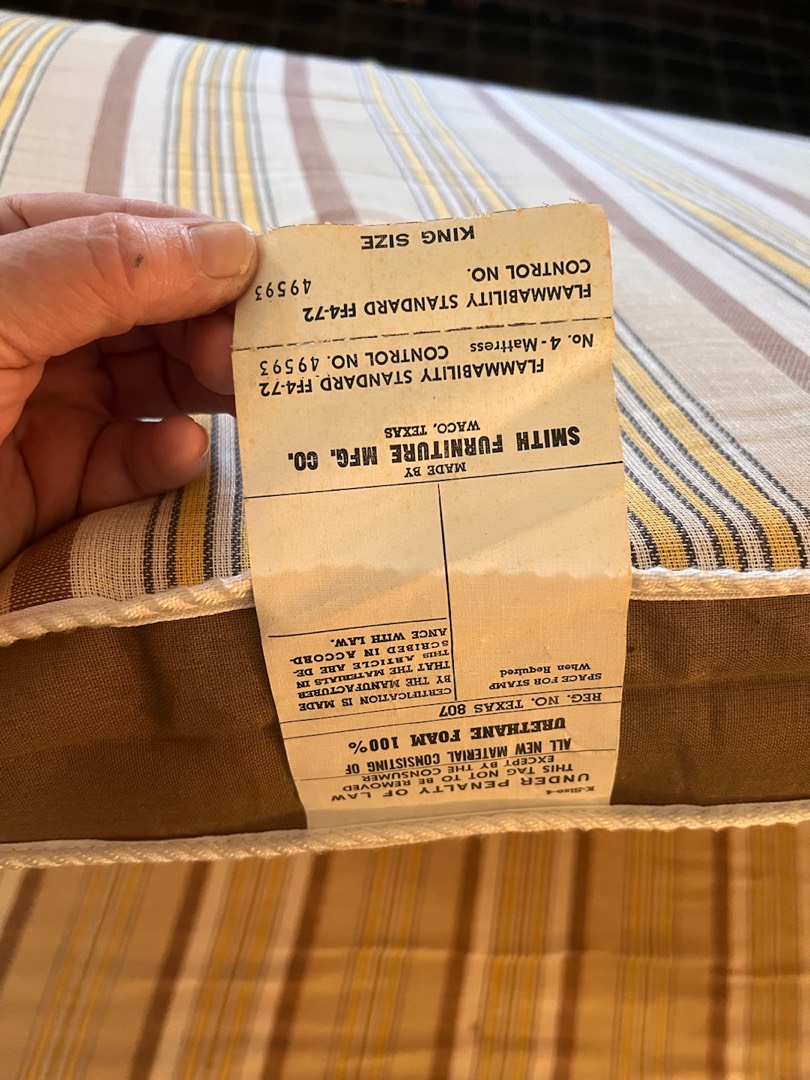 K-Size-4
UNDER PENALTY OF LAW
THIS TAG NOT TO BE REMOVED
EXCEPT BY THE CONSUMER
ALL NEW MATERIAL CONSISTING OF
URETHANE FOAM 100%
REG. NO. TEXAS 807
SPACE FOR STAMP
When Required
CERTIFICATION IS MADE
BY THE MANUFACTURER
THAT THE MATERIALS IN
THIS ARTICLE ARE DE-
SCRIBED IN ACCORD-
ANCE WITH LAW.
MADE BY
SMITH FURNITURE MFG. CO.
WACO, TEXAS
FLAMMABILITY STANDARD FF4-72
No. 4-Mattress CONTROL NO. 49593
FLAMMABILITY STANDARD FF4-72
CONTROL NO. 49593
KING SIZE